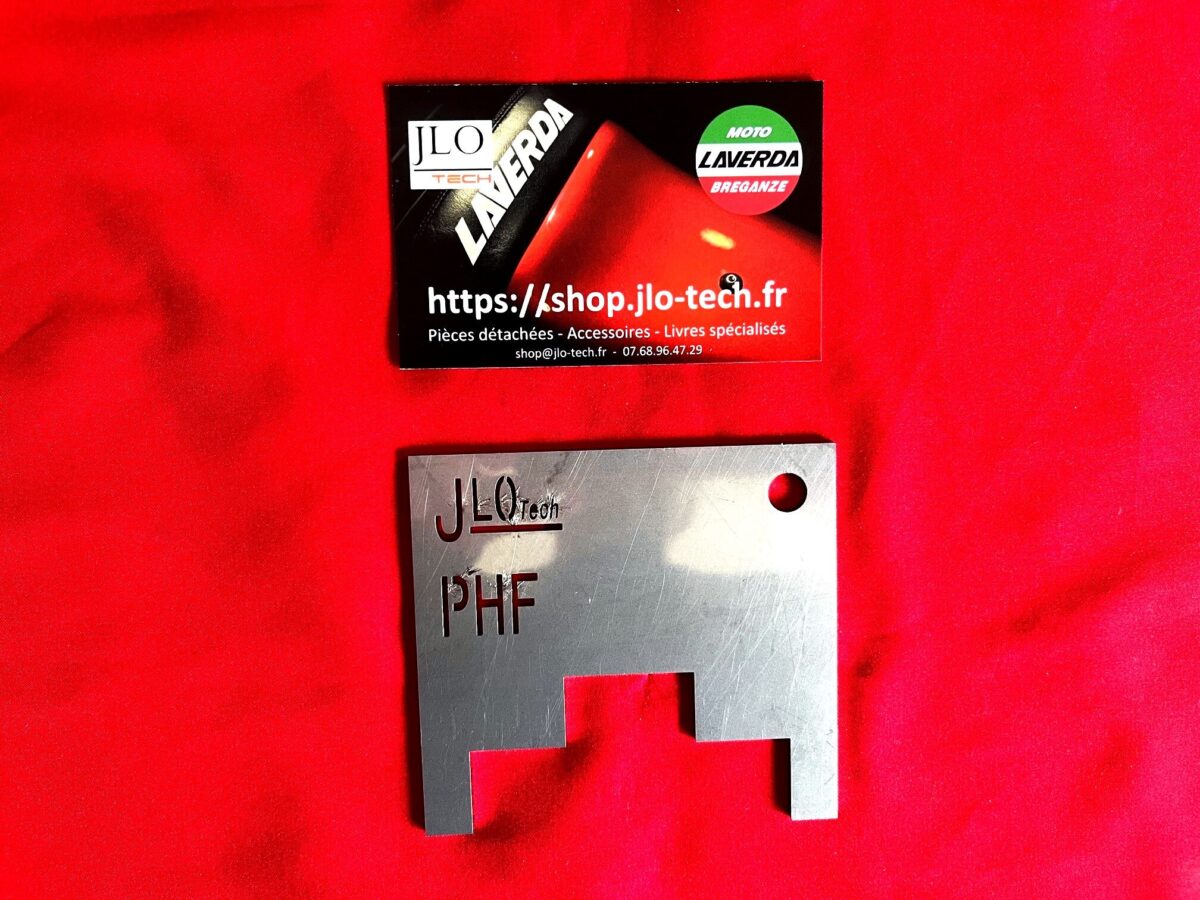 JLO
TECH
LAVERDA
MOTO
LAVERDA
BREGANZE
https://shop.jlo-tech.fr
Pièces détachées - Accessoires - Livres spécialisés
shop@jlo-tech.fr - 07.68.96.47.29
JLOTech
PHF